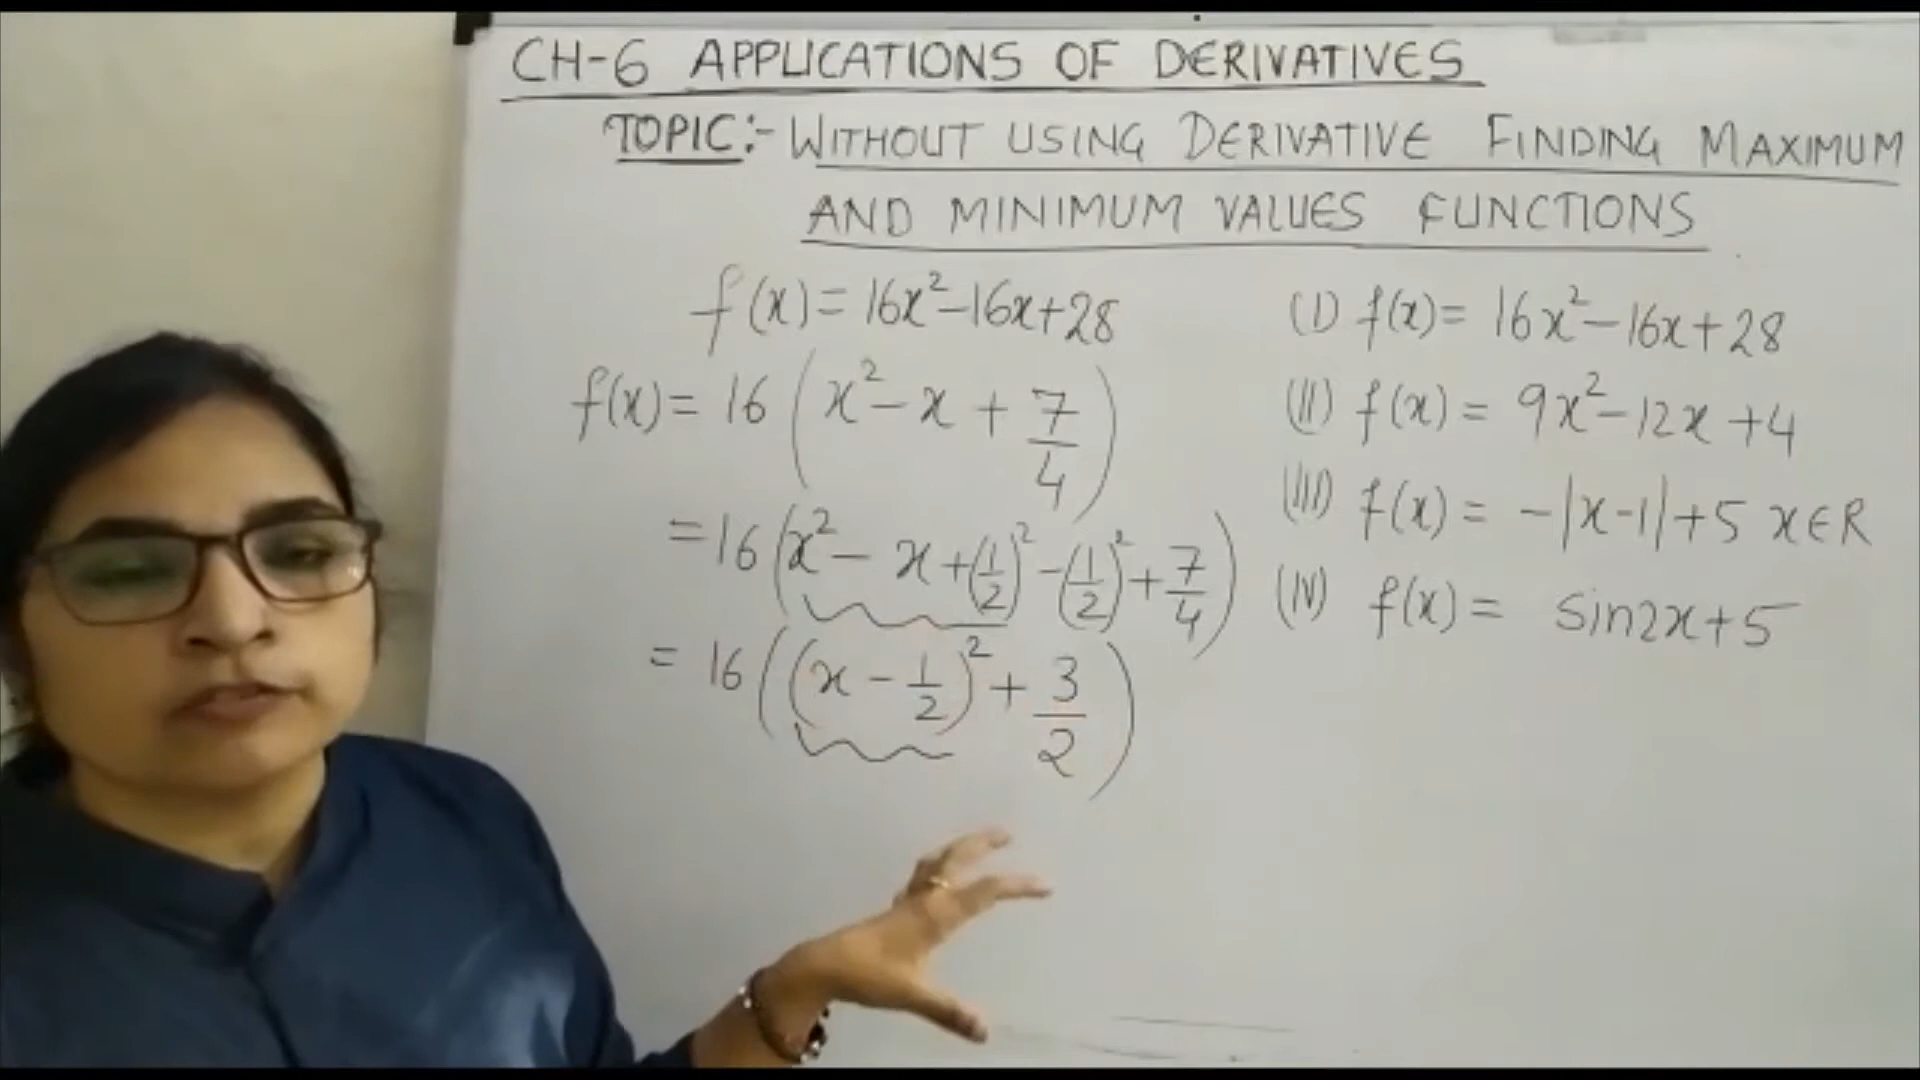 CH-6 APPLICATIONS OF DERIVATIVES
TOPIC:- WITHOUT USING DERIVATIVE FINDING MAXIMUM
AND MINIMUM VALUES FUNCTIONS
f(x) = 16x²-16x+28
f(x) = 16 (x² - x + 7/4)
= 16 (x² - x + (1/2)² - (1/2)² + 7/4)
= 16 ((x - 1/2)² + 3/2)
(I) f(x) = 16x² - 16x + 28
(II) f(x) = 9x² - 12x + 4
(III) f(x) = -|x-1|+5 x∈R
(IV) f(x) = sin2x+5